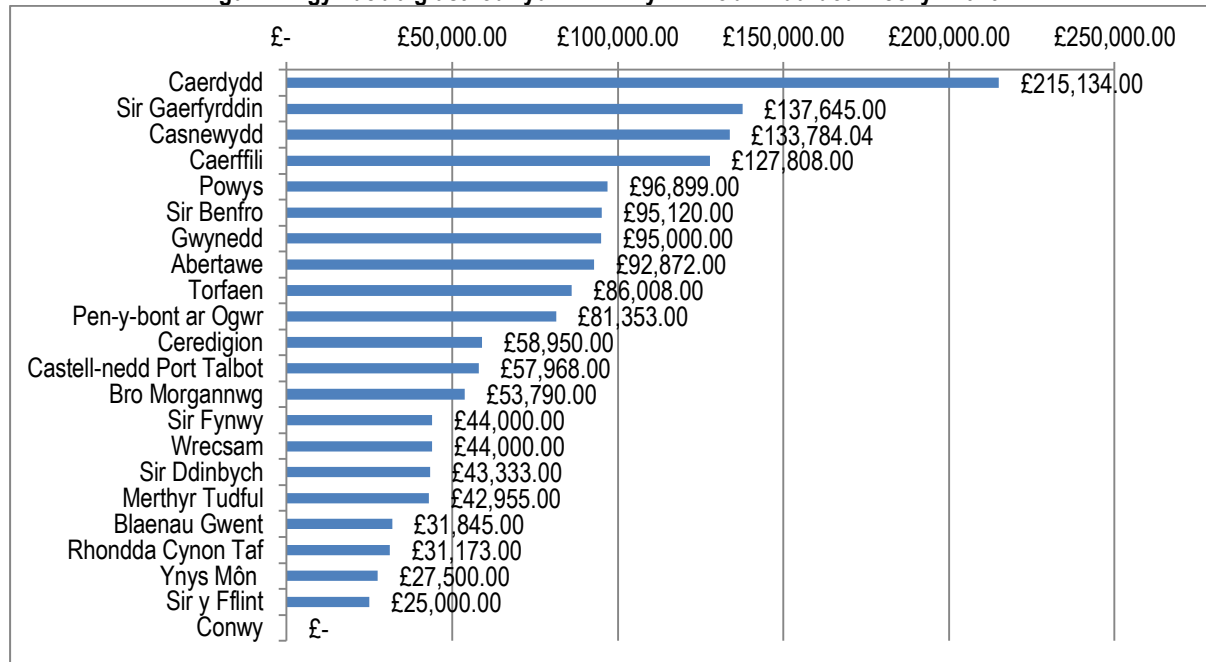 £- £50,000.00 £100,000.00 £150,000.00 £200,000.00 £250,000.00
Caerdydd £215,134.00
Sir Gaerfyrddin £137,645.00
Casnewydd £133,784.04
Caerffili £127,808.00
Powys £96,899.00
Sir Benfro £95,120.00
Gwynedd £95,000.00
Abertawe £92,872.00
Torfaen £86,008.00
Pen-y-bont ar Ogwr £81,353.00
Ceredigion £58,950.00
Castell-nedd Port Talbot £57,968.00
Bro Morgannwg £53,790.00
Sir Fynwy £44,000.00
Wrecsam £44,000.00
Sir Ddinbych £43,333.00
Merthyr Tudful £42,955.00
Blaenau Gwent £31,845.00
Rhondda Cynon Taf £31,173.00
Ynys Môn £27,500.00
Sir y Fflint £25,000.00
Conwy £-